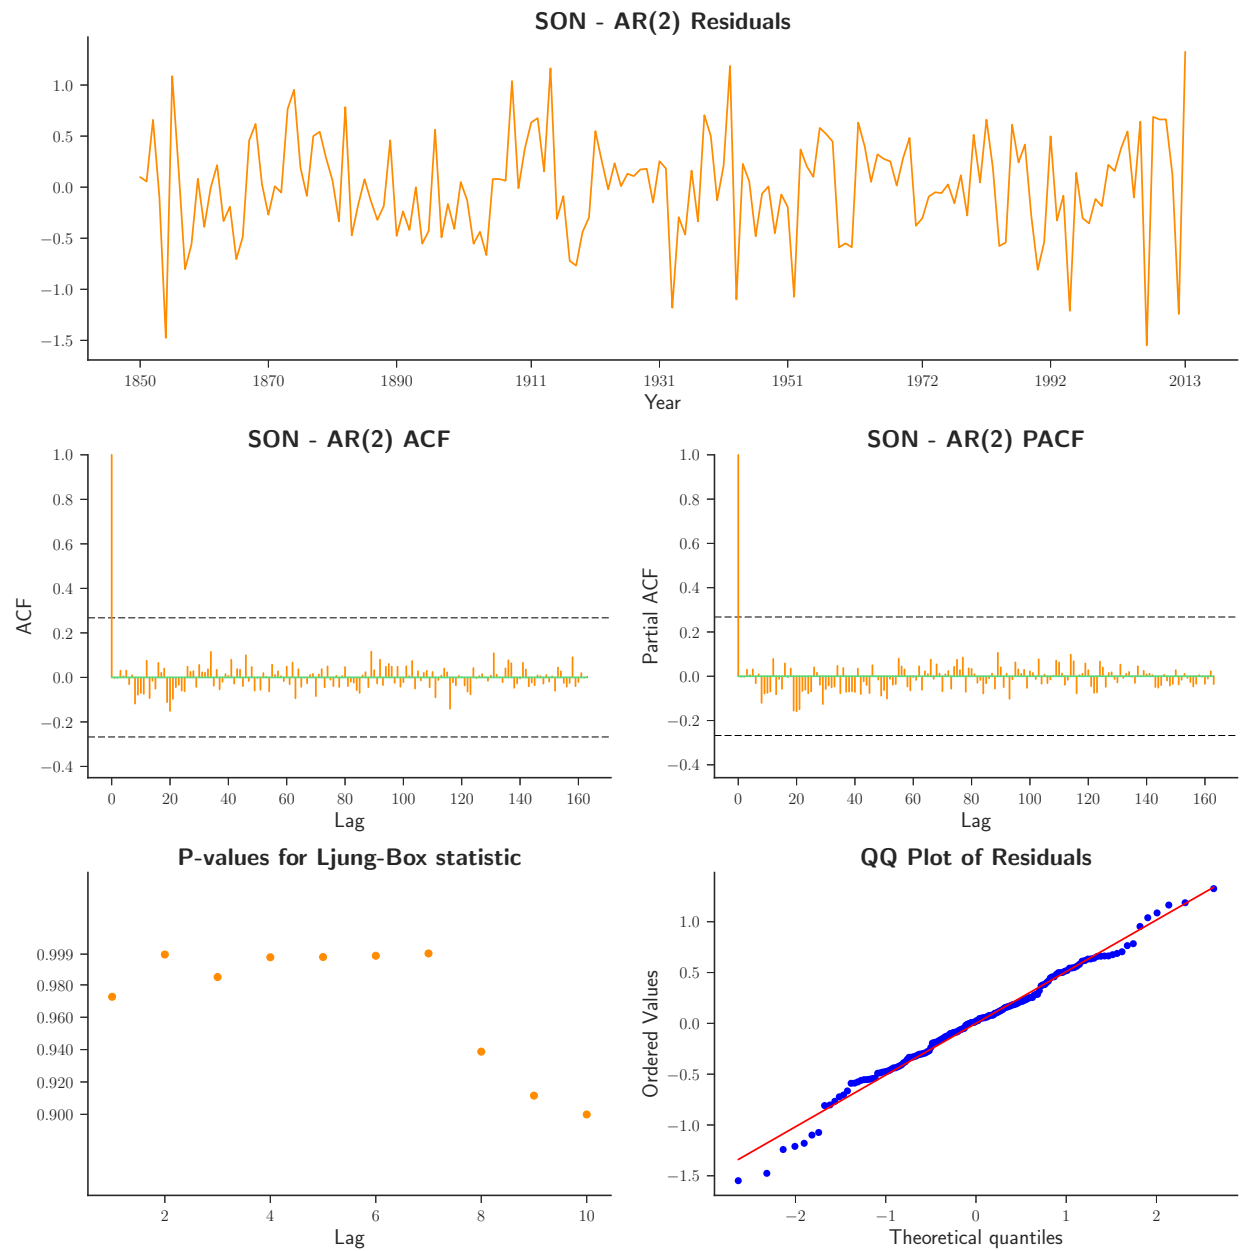 SON - AR(2) Residuals
1.0
0.5
0.0
−0.5
−1.0
−1.5
1850 1870 1890 1911 1931 1951 1972 1992 2013
Year
SON - AR(2) ACF
ACF
1.0
0.8
0.6
0.4
0.2
0.0
−0.2
−0.4
0 20 40 60 80 100 120 140 160
Lag
SON - AR(2) PACF
Partial ACF
1.0
0.8
0.6
0.4
0.2
0.0
−0.2
−0.4
0 20 40 60 80 100 120 140 160
Lag
P-values for Ljung-Box statistic
0.999
0.980
0.960
0.940
0.920
0.900
2 4 6 8 10
Lag
QQ Plot of Residuals
Ordered Values
1.0
0.5
0.0
−0.5
−1.0
−1.5
−2 −1 0 1 2
Theoretical quantiles